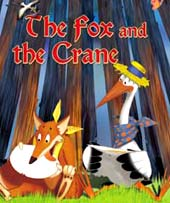 The Fox and
the Crane